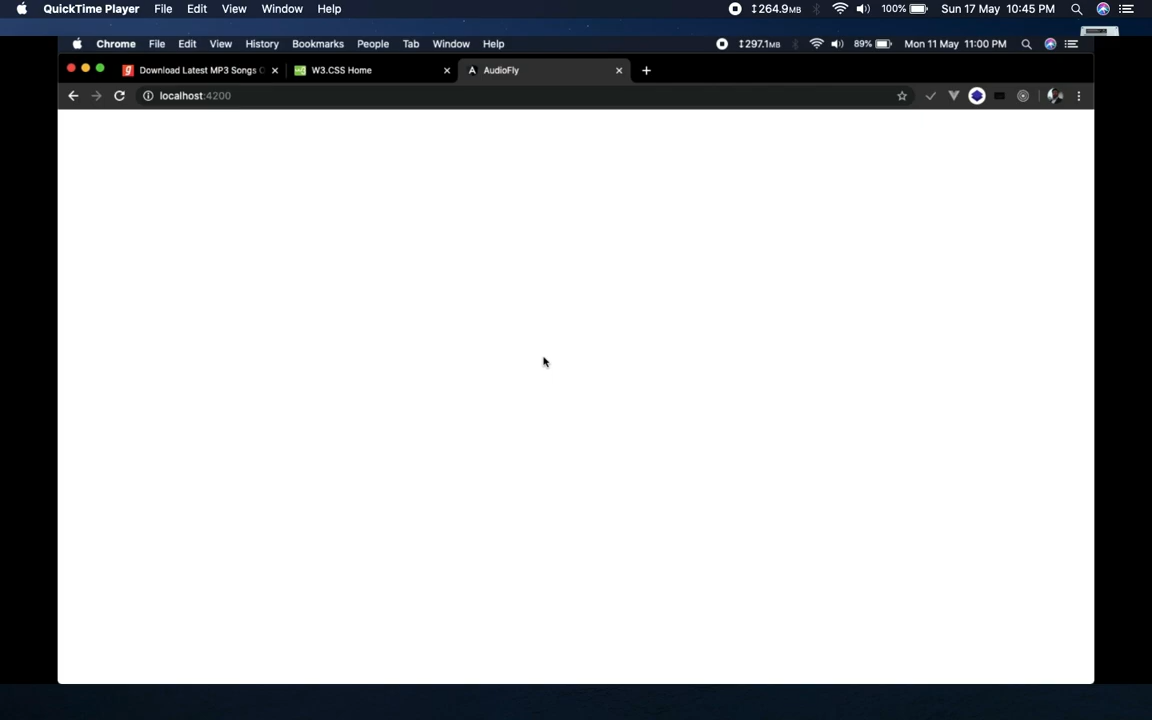 QuickTime Player File Edit View Window Help 264.9MB 100% Sun 17 May 10:45 PM
Chrome File Edit View History Bookmarks People Tab Window Help 297.1MB 89% Mon 11 May 11:00 PM
g Download Latest MP3 Songs O W3.CSS Home A AudioFly
localhost:4200